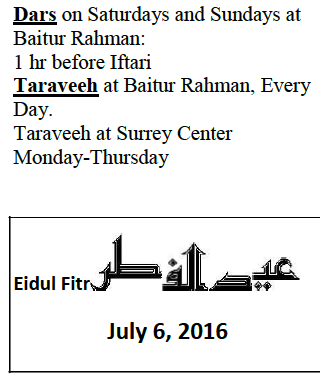 Dars on Saturdays and Sundays at
Baitur Rahman:
1 hr before Iftari
Taraveeh at Baitur Rahman, Every
Day.
Taraveeh at Surrey Center
Monday-Thursday
Eidul Fitr عيد الفطر
July 6, 2016